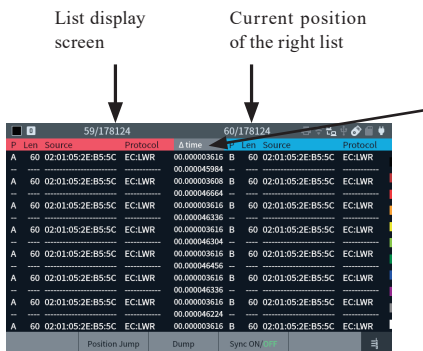 List display
screen
Current position
of the right list
59/178124 60/178124
P Len Source Protocol Δ time P Len Source Protocol
A 60 02:01:05:2E:B5:5C EC:LWR 00.000003616 B 60 02:01:05:2E:B5:5C EC:LWR
-- ---- ----------------- ----------- 00.000045984 -- ---- ----------------- -----------
A 60 02:01:05:2E:B5:5C EC:LWR 00.000003608 B 60 02:01:05:2E:B5:5C EC:LWR
-- ---- ----------------- ----------- 00.000046664 -- ---- ----------------- -----------
A 60 02:01:05:2E:B5:5C EC:LWR 00.000003616 B 60 02:01:05:2E:B5:5C EC:LWR
-- ---- ----------------- ----------- 00.000046336 -- ---- ----------------- -----------
A 60 02:01:05:2E:B5:5C EC:LWR 00.000003616 B 60 02:01:05:2E:B5:5C EC:LWR
-- ---- ----------------- ----------- 00.000046304 -- ---- ----------------- -----------
A 60 02:01:05:2E:B5:5C EC:LWR 00.000003616 B 60 02:01:05:2E:B5:5C EC:LWR
-- ---- ----------------- ----------- 00.000046456 -- ---- ----------------- -----------
A 60 02:01:05:2E:B5:5C EC:LWR 00.000003616 B 60 02:01:05:2E:B5:5C EC:LWR
-- ---- ----------------- ----------- 00.000046336 -- ---- ----------------- -----------
A 60 02:01:05:2E:B5:5C EC:LWR 00.000003616 B 60 02:01:05:2E:B5:5C EC:LWR
-- ---- ----------------- ----------- 00.000046224 -- ---- ----------------- -----------
A 60 02:01:05:2E:B5:5C EC:LWR 00.000003616 B 60 02:01:05:2E:B5:5C EC:LWR
Position Jump Dump Sync ON/OFF